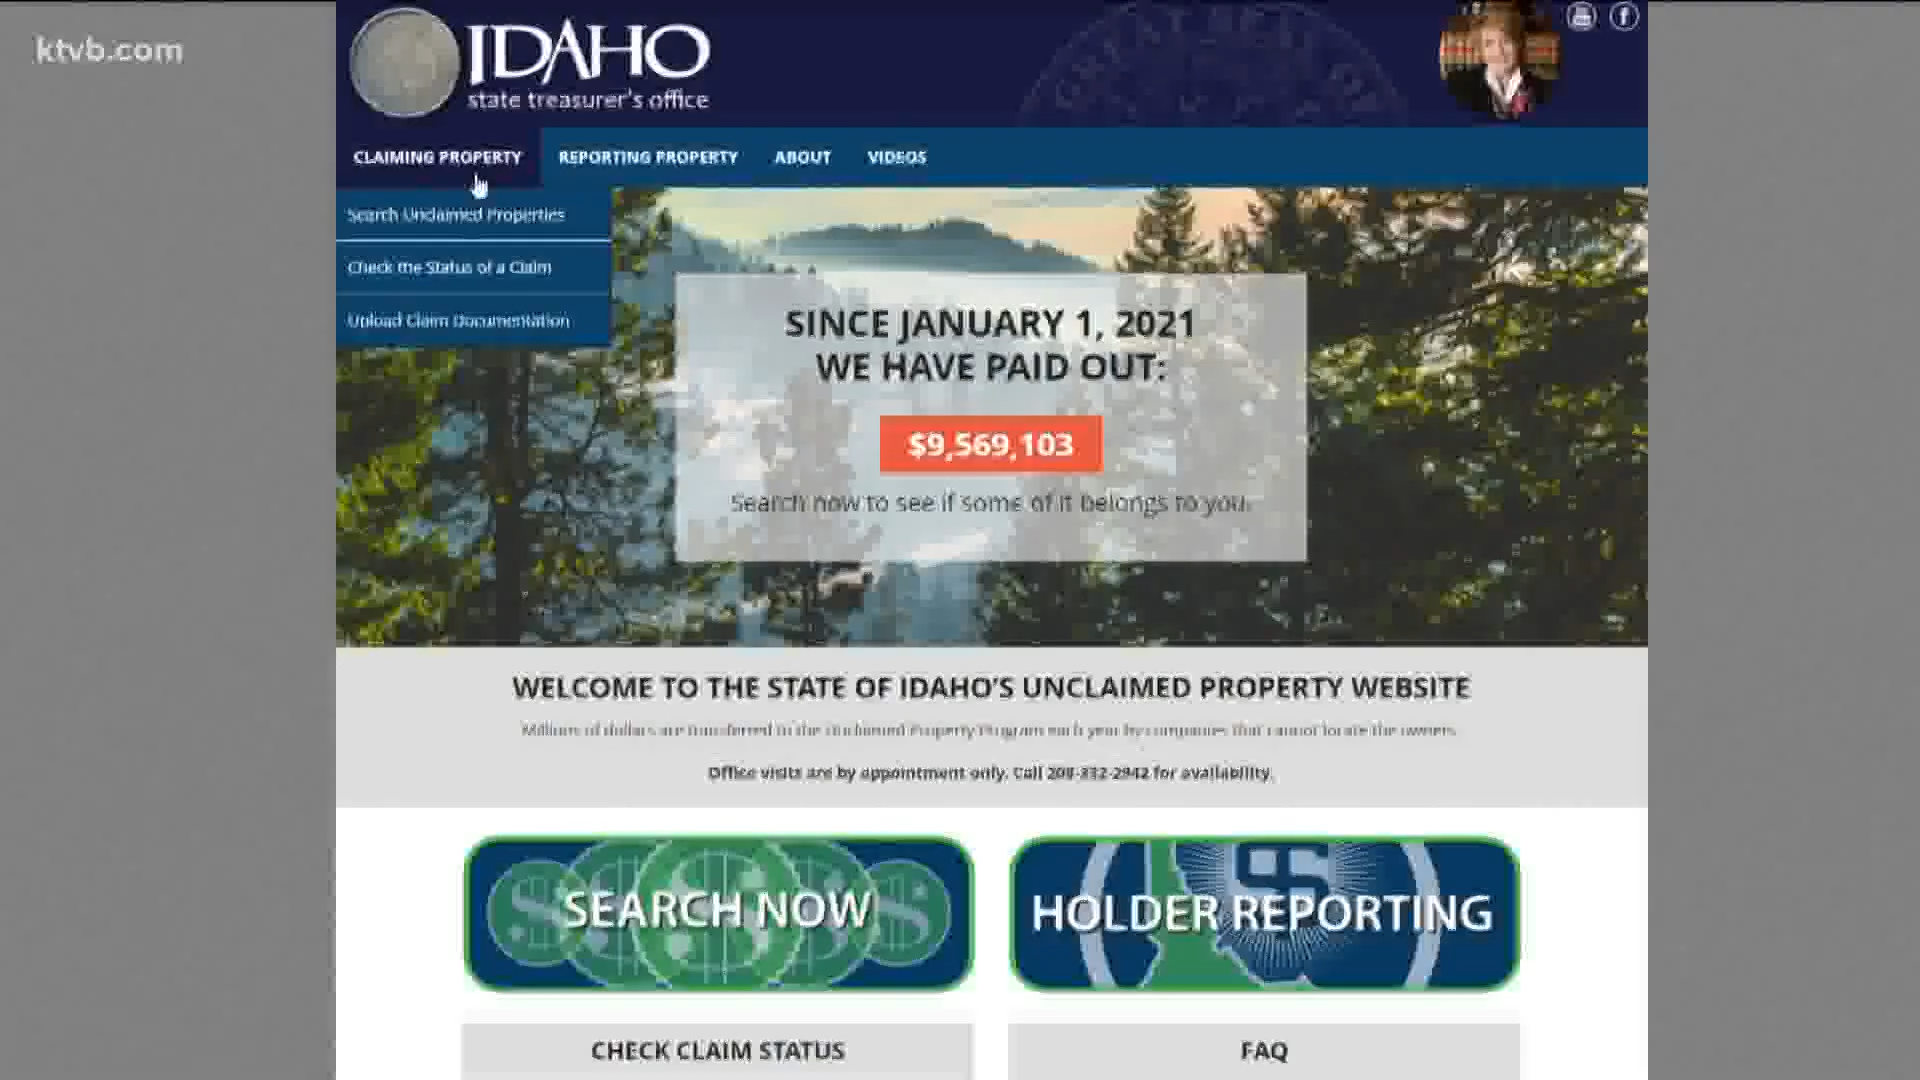 ktvb.com
IDAHO
state treasurer's office
GREAT SEAL OF
CLAIMING PROPERTY REPORTING PROPERTY ABOUT VIDEOS
Search Unclaimed Properties
Check the Status of a Claim
Upload Claim Documentation
SINCE JANUARY 1, 2021
WE HAVE PAID OUT:
$9,569,103
Search now to see if some of it belongs to you.
WELCOME TO THE STATE OF IDAHO'S UNCLAIMED PROPERTY WEBSITE
Millions of dollars are transferred to the Unclaimed Property Program each year by companies that cannot locate the owners.
Office visits are by appointment only. Call 208-332-2942 for availability.
SEARCH NOW
HOLDER REPORTING
CHECK CLAIM STATUS
FAQ